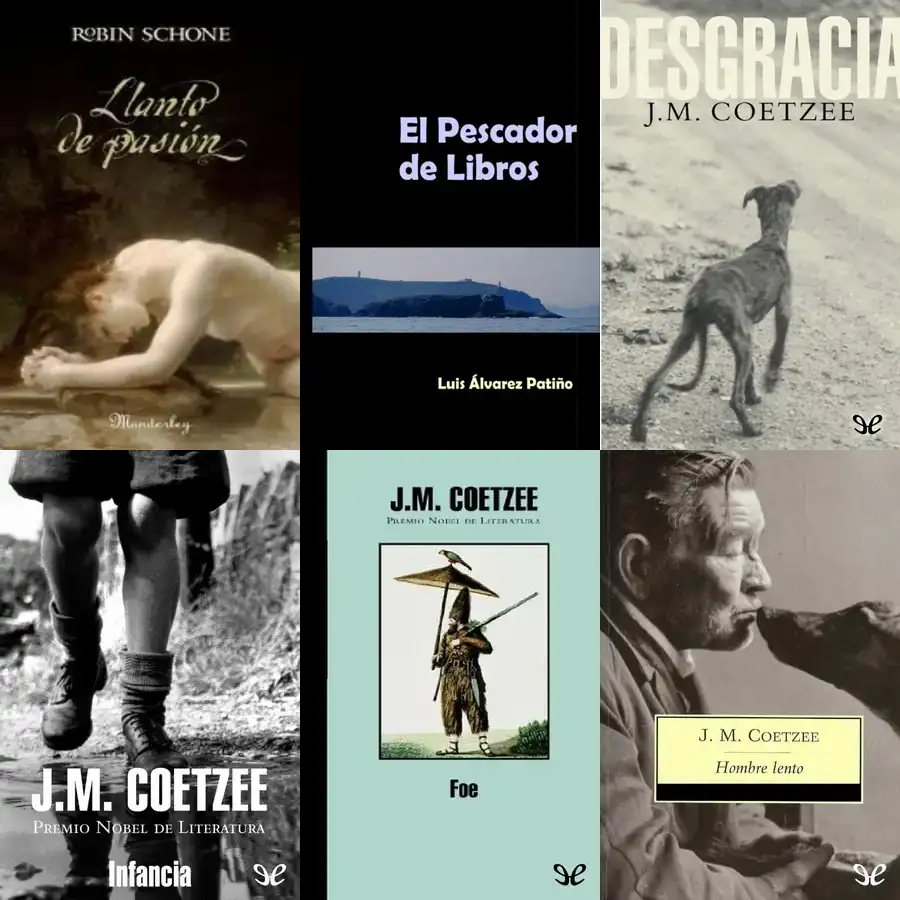 ROBIN SCHONE
Llanto
de pasión
Manderley
El Pescador
de Libros
Luis Álvarez Patiño
DESGRACIA
J.M. COETZEE
J.M. COETZEE
PREMIO NOBEL DE LITERATURA
Infancia
J.M. COETZEE
PREMIO NOBEL DE LITERATURA
Foe
J. M. COETZEE
Hombre lento